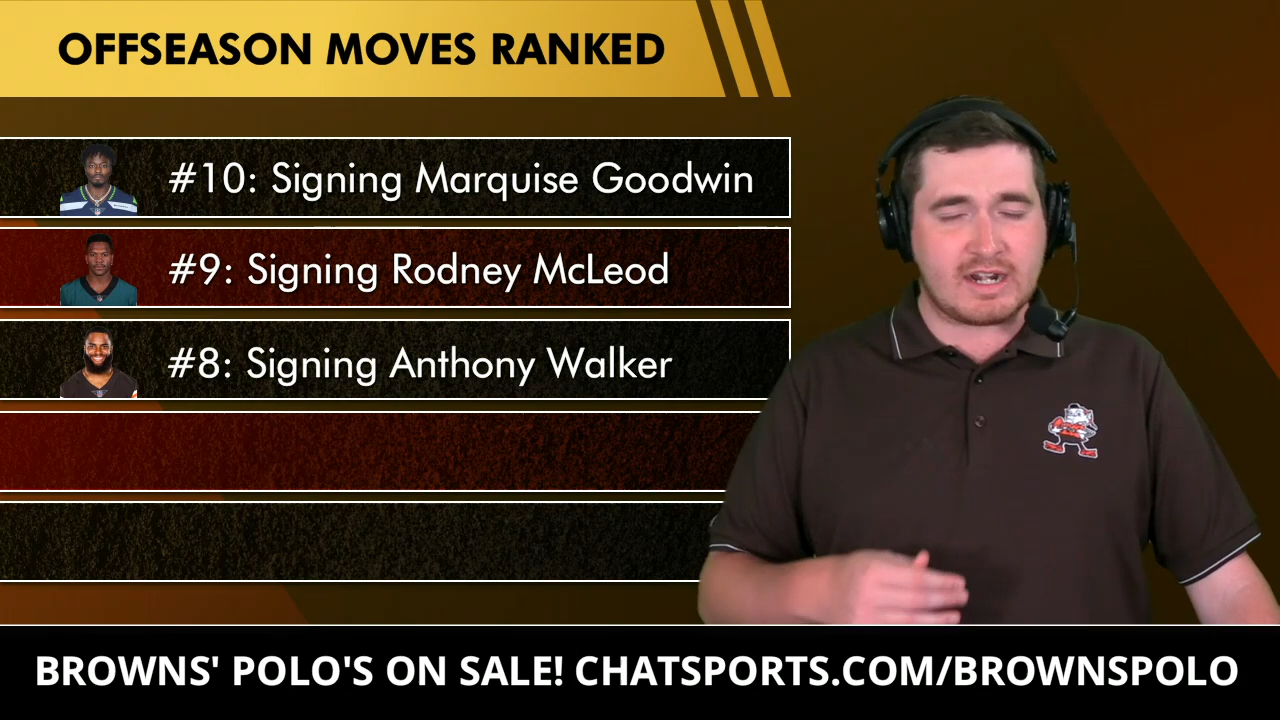 OFFSEASON MOVES RANKED
#10: Signing Marquise Goodwin
#9: Signing Rodney McLeod
#8: Signing Anthony Walker
BROWNS' POLO'S ON SALE! CHATSPORTS.COM/BROWNSPOLO